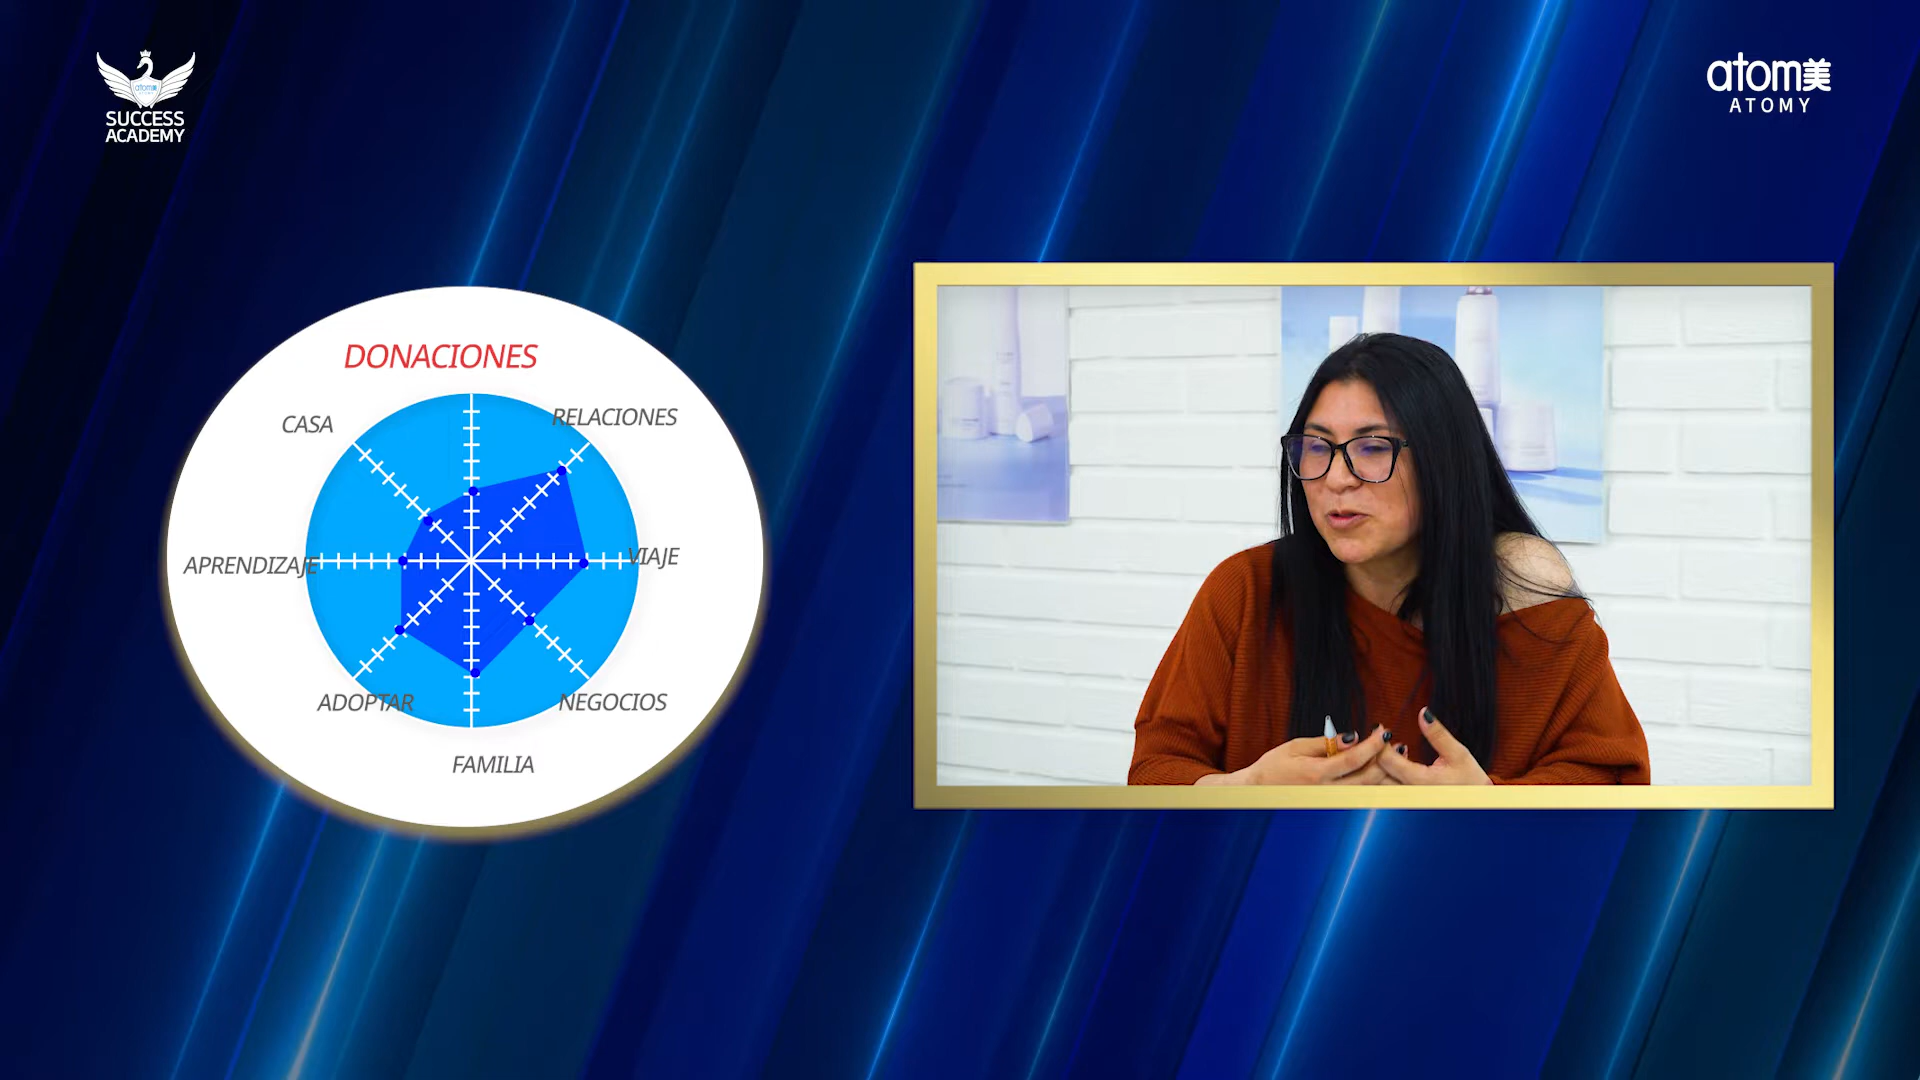 SUCCESS
ACADEMY
atom美
ATOMY
DONACIONES
CASA
RELACIONES
APRENDIZAJE
VIAJE
ADOPTAR
NEGOCIOS
FAMILIA